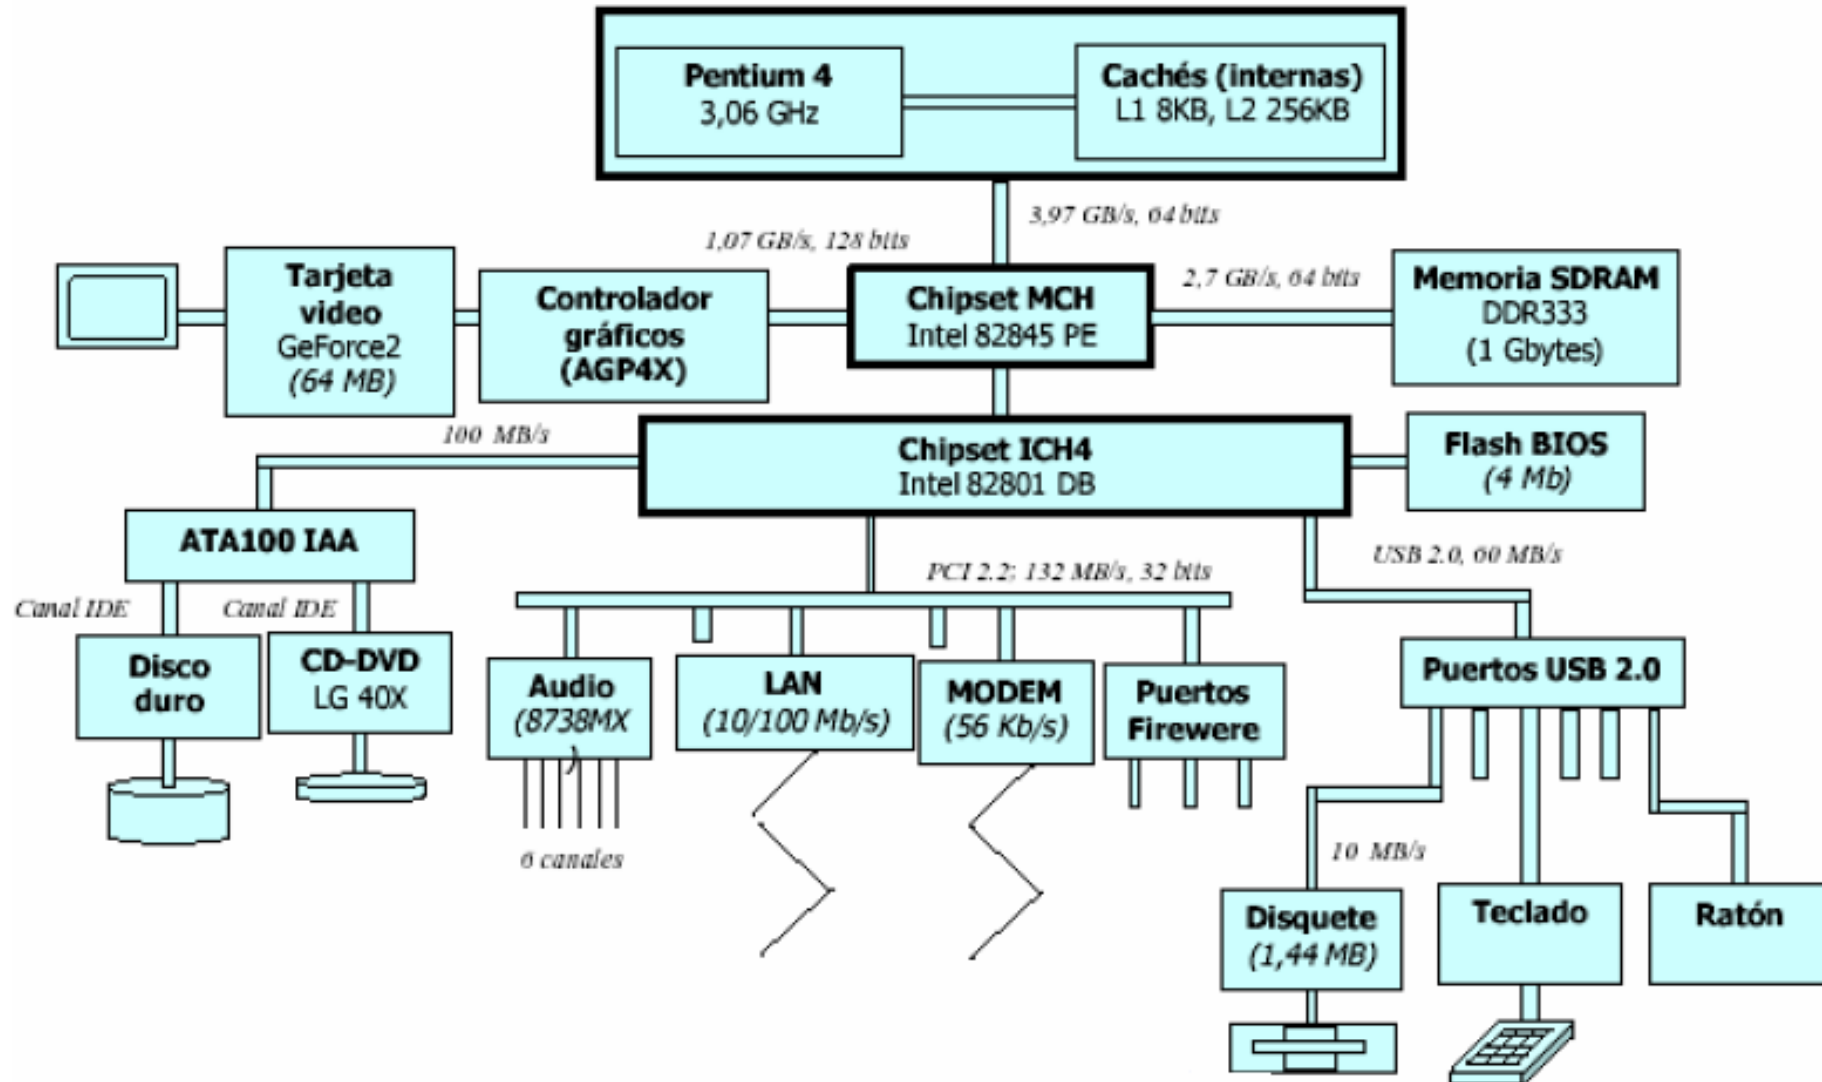 Pentium 4
3,06 GHz
Cachés (internas)
L1 8KB, L2 256KB
3,97 GB/s, 64 bits
1,07 GB/s, 128 bits
Tarjeta
video
GeForce2
(64 MB)
Controlador
gráficos
(AGP4X)
Chipset MCH
Intel 82845 PE
2,7 GB/s, 64 bits
Memoria SDRAM
DDR333
(1 Gbytes)
100 MB/s
Chipset ICH4
Intel 82801 DB
Flash BIOS
(4 Mb)
ATA100 IAA
USB 2.0, 60 MB/s
PCI 2.2; 132 MB/s, 32 bits
Canal IDE
Canal IDE
Disco
duro
CD-DVD
LG 40X
Audio
(8738MX
)
LAN
(10/100 Mb/s)
MODEM
(56 Kb/s)
Puertos
Firewere
Puertos USB 2.0
6 canales
10 MB/s
Disquete
(1,44 MB)
Teclado
Ratón